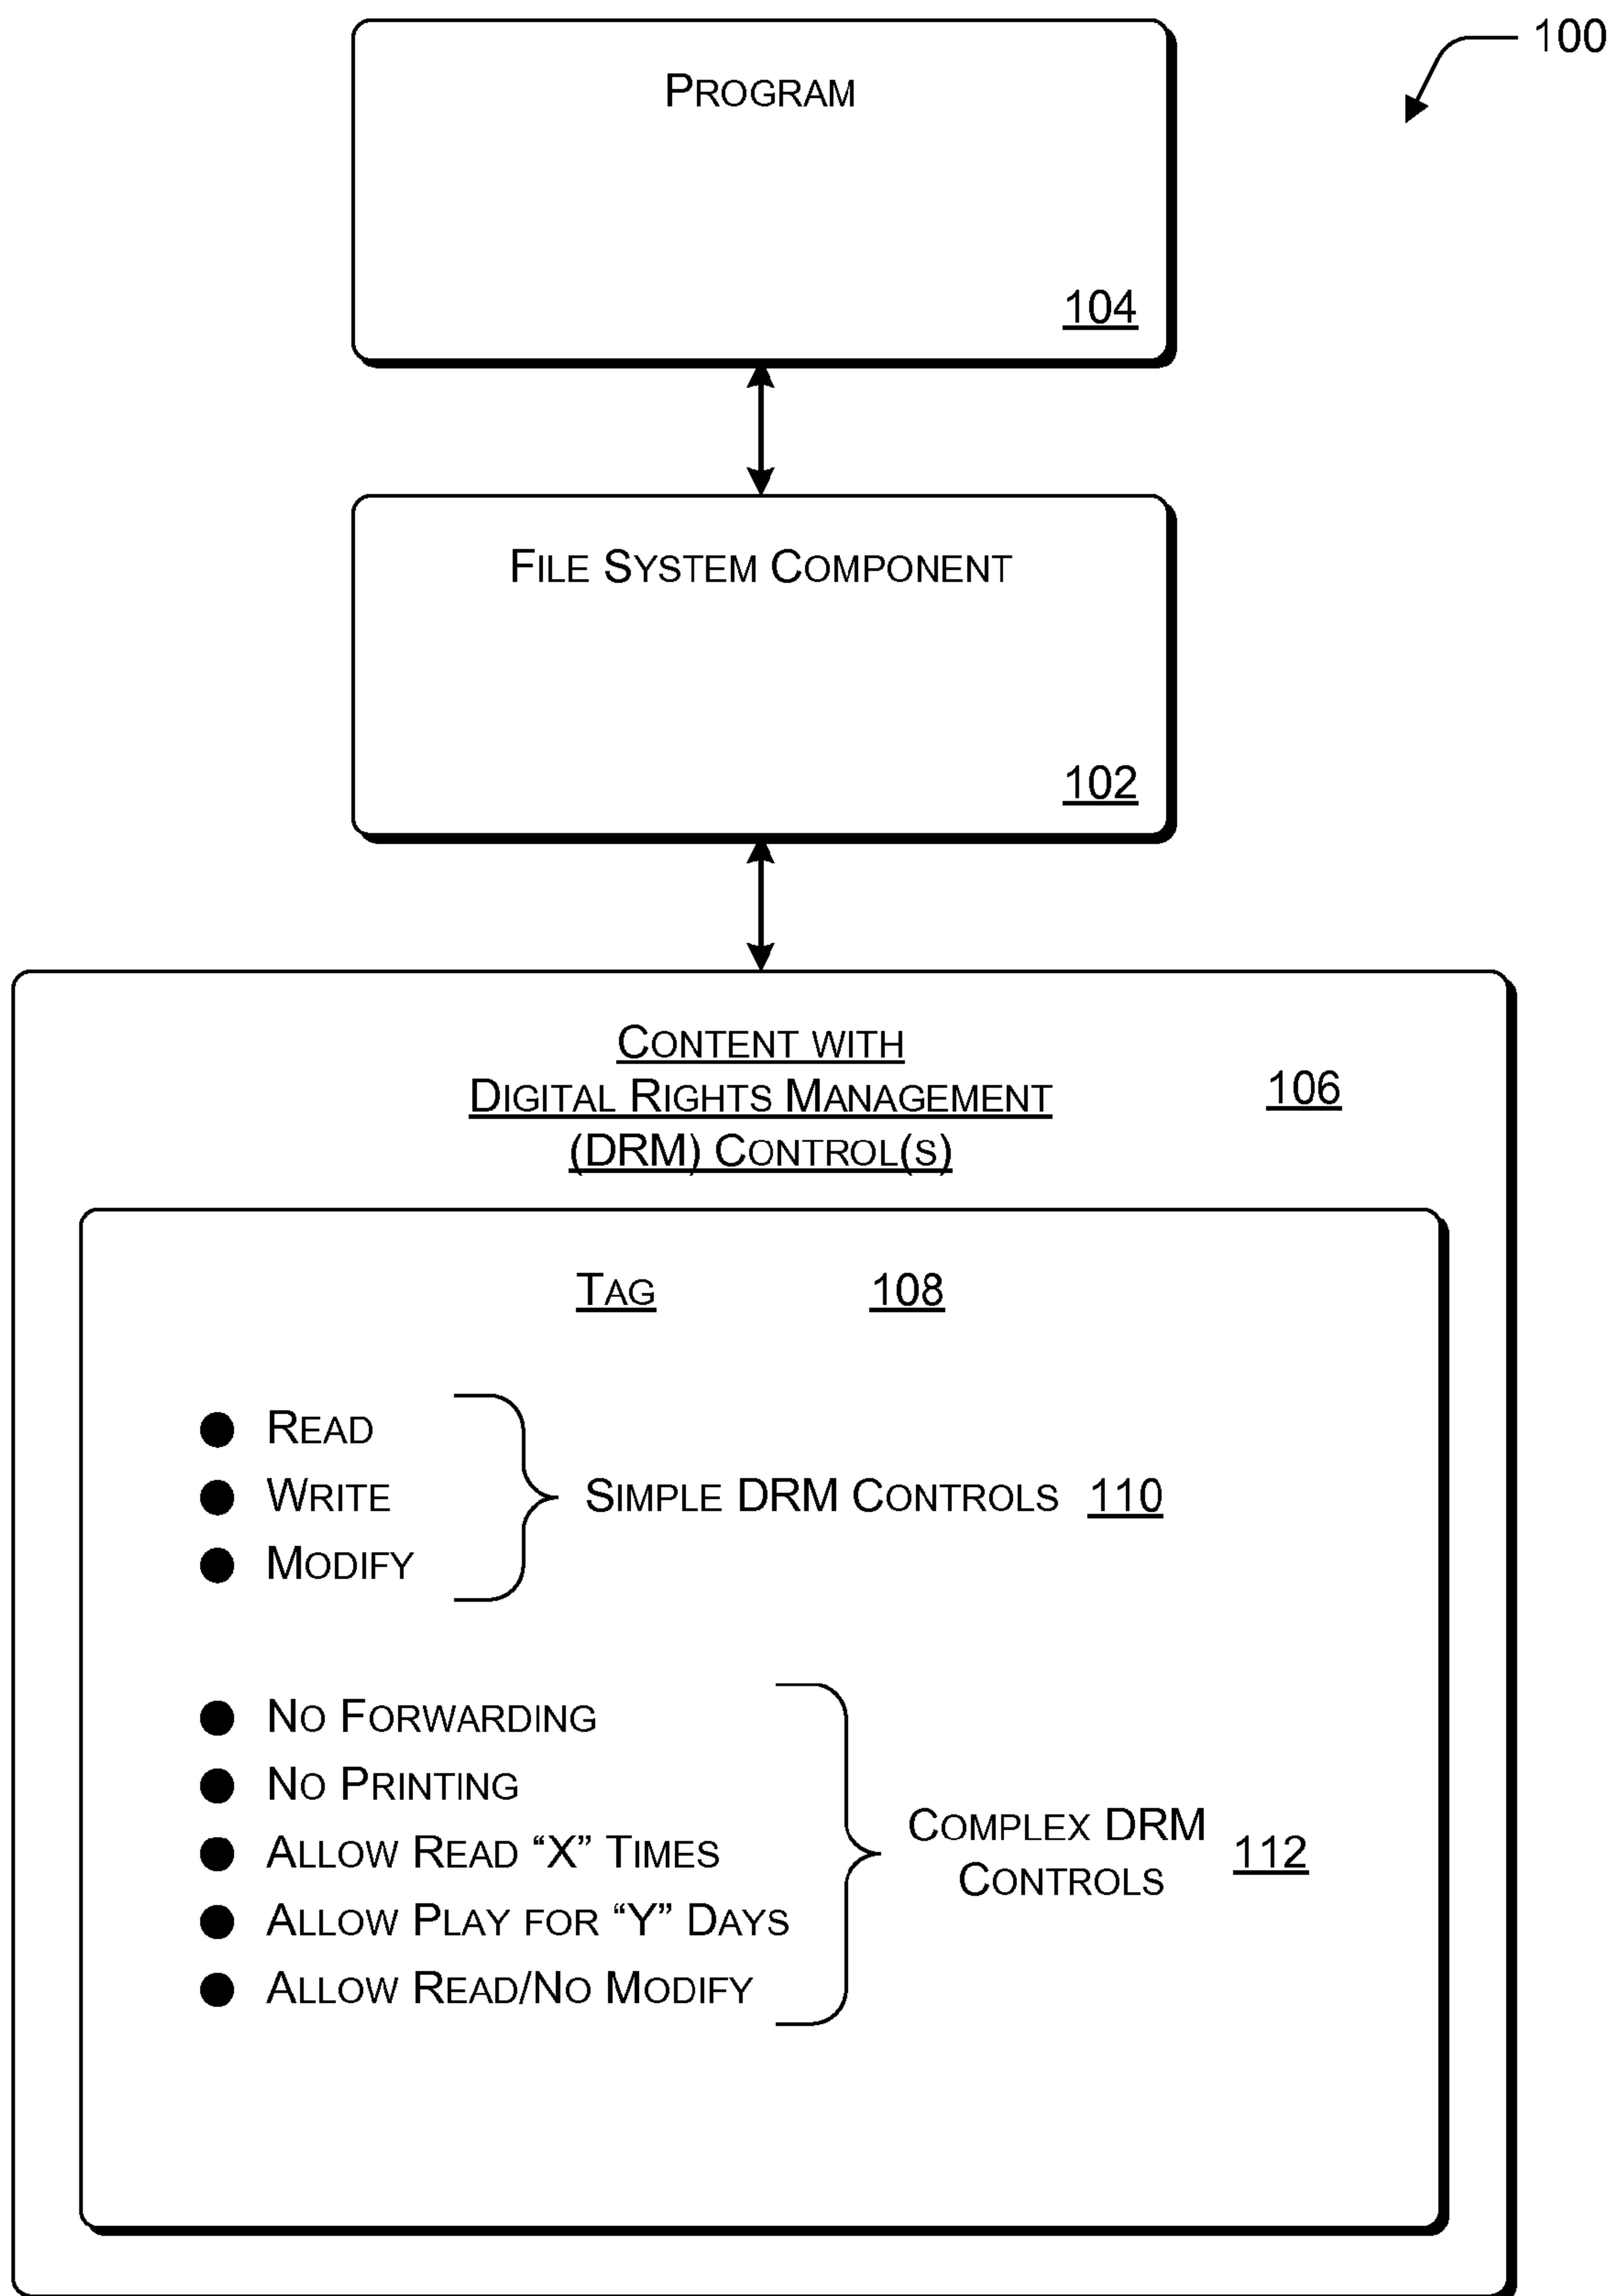 100
PROGRAM
104
FILE SYSTEM COMPONENT
102
CONTENT WITH
DIGITAL RIGHTS MANAGEMENT
(DRM) CONTROL(S)
106
TAG 108
● READ
● WRITE
● MODIFY
SIMPLE DRM CONTROLS 110
● NO FORWARDING
● NO PRINTING
● ALLOW READ “X” TIMES
● ALLOW PLAY FOR “Y” DAYS
● ALLOW READ/NO MODIFY
COMPLEX DRM
CONTROLS
112